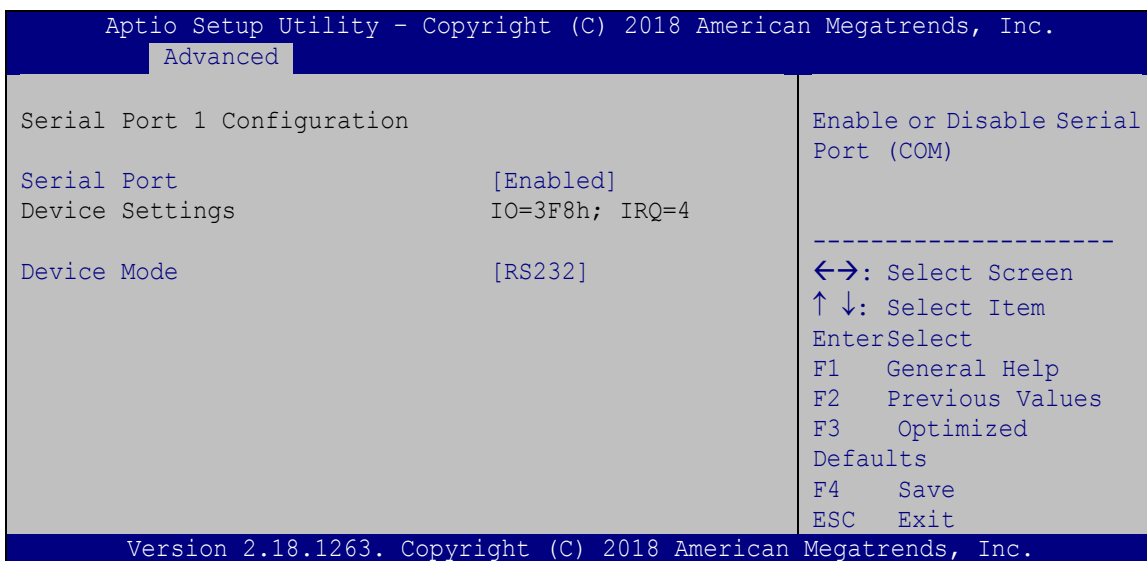 Aptio Setup Utility – Copyright (C) 2018 American Megatrends, Inc.
Advanced
Serial Port 1 Configuration
Serial Port [Enabled]
Device Settings IO=3F8h; IRQ=4
Device Mode [RS232]
Enable or Disable Serial
Port (COM)
---------------------
←→: Select Screen
↑ ↓: Select Item
EnterSelect
F1 General Help
F2 Previous Values
F3 Optimized
Defaults
F4 Save
ESC Exit
Version 2.18.1263. Copyright (C) 2018 American Megatrends, Inc.